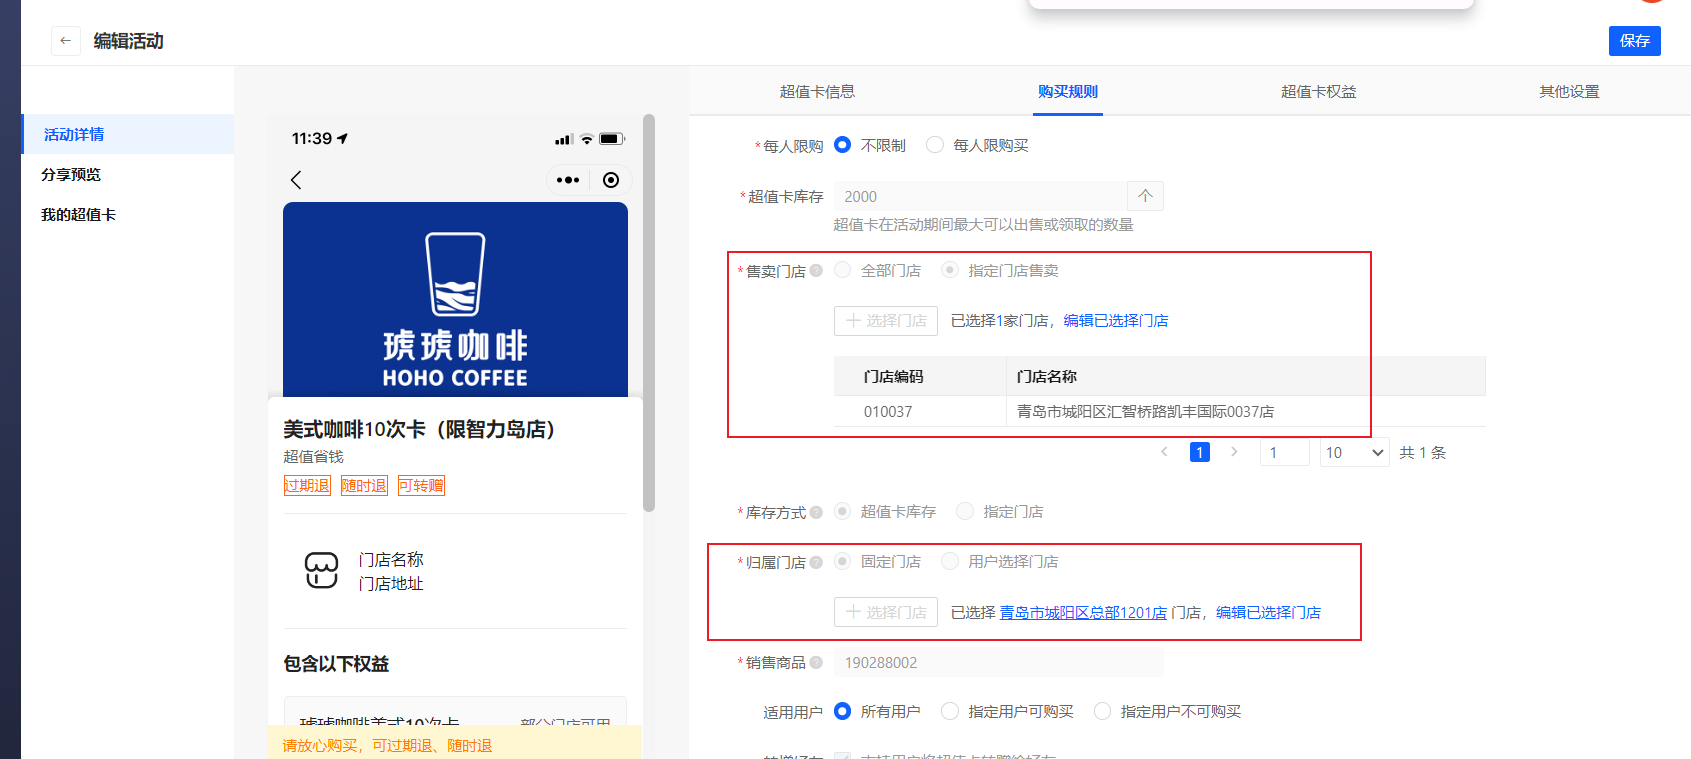 编辑活动
保存
活动详情
分享预览
我的超值卡
11:39
琥琥咖啡
HOHO COFFEE
美式咖啡10次卡（限智力岛店）
超值省钱
过期退 随时退 可转赠
门店名称
门店地址
包含以下权益
琥琥咖啡美式10次卡 部分门店可用
请放心购买，可过期退、随时退
超值卡信息 购买规则 超值卡权益 其他设置
*每人限购 不限制 每人限购买
*超值卡库存 2000 个
超值卡在活动期间最大可以出售或领取的数量
*售卖门店 全部门店 指定门店售卖
选择门店 已选择1家门店，编辑已选择门店
门店编码 门店名称
010037 青岛市城阳区汇智桥路凯丰国际0037店
1 1 10 共 1 条
*库存方式 超值卡库存 指定门店
*归属门店 固定门店 用户选择门店
选择门店 已选择 青岛市城阳区总部1201店 门店，编辑已选择门店
*销售商品 190288002
适用用户 所有用户 指定用户可购买 指定用户不可购买